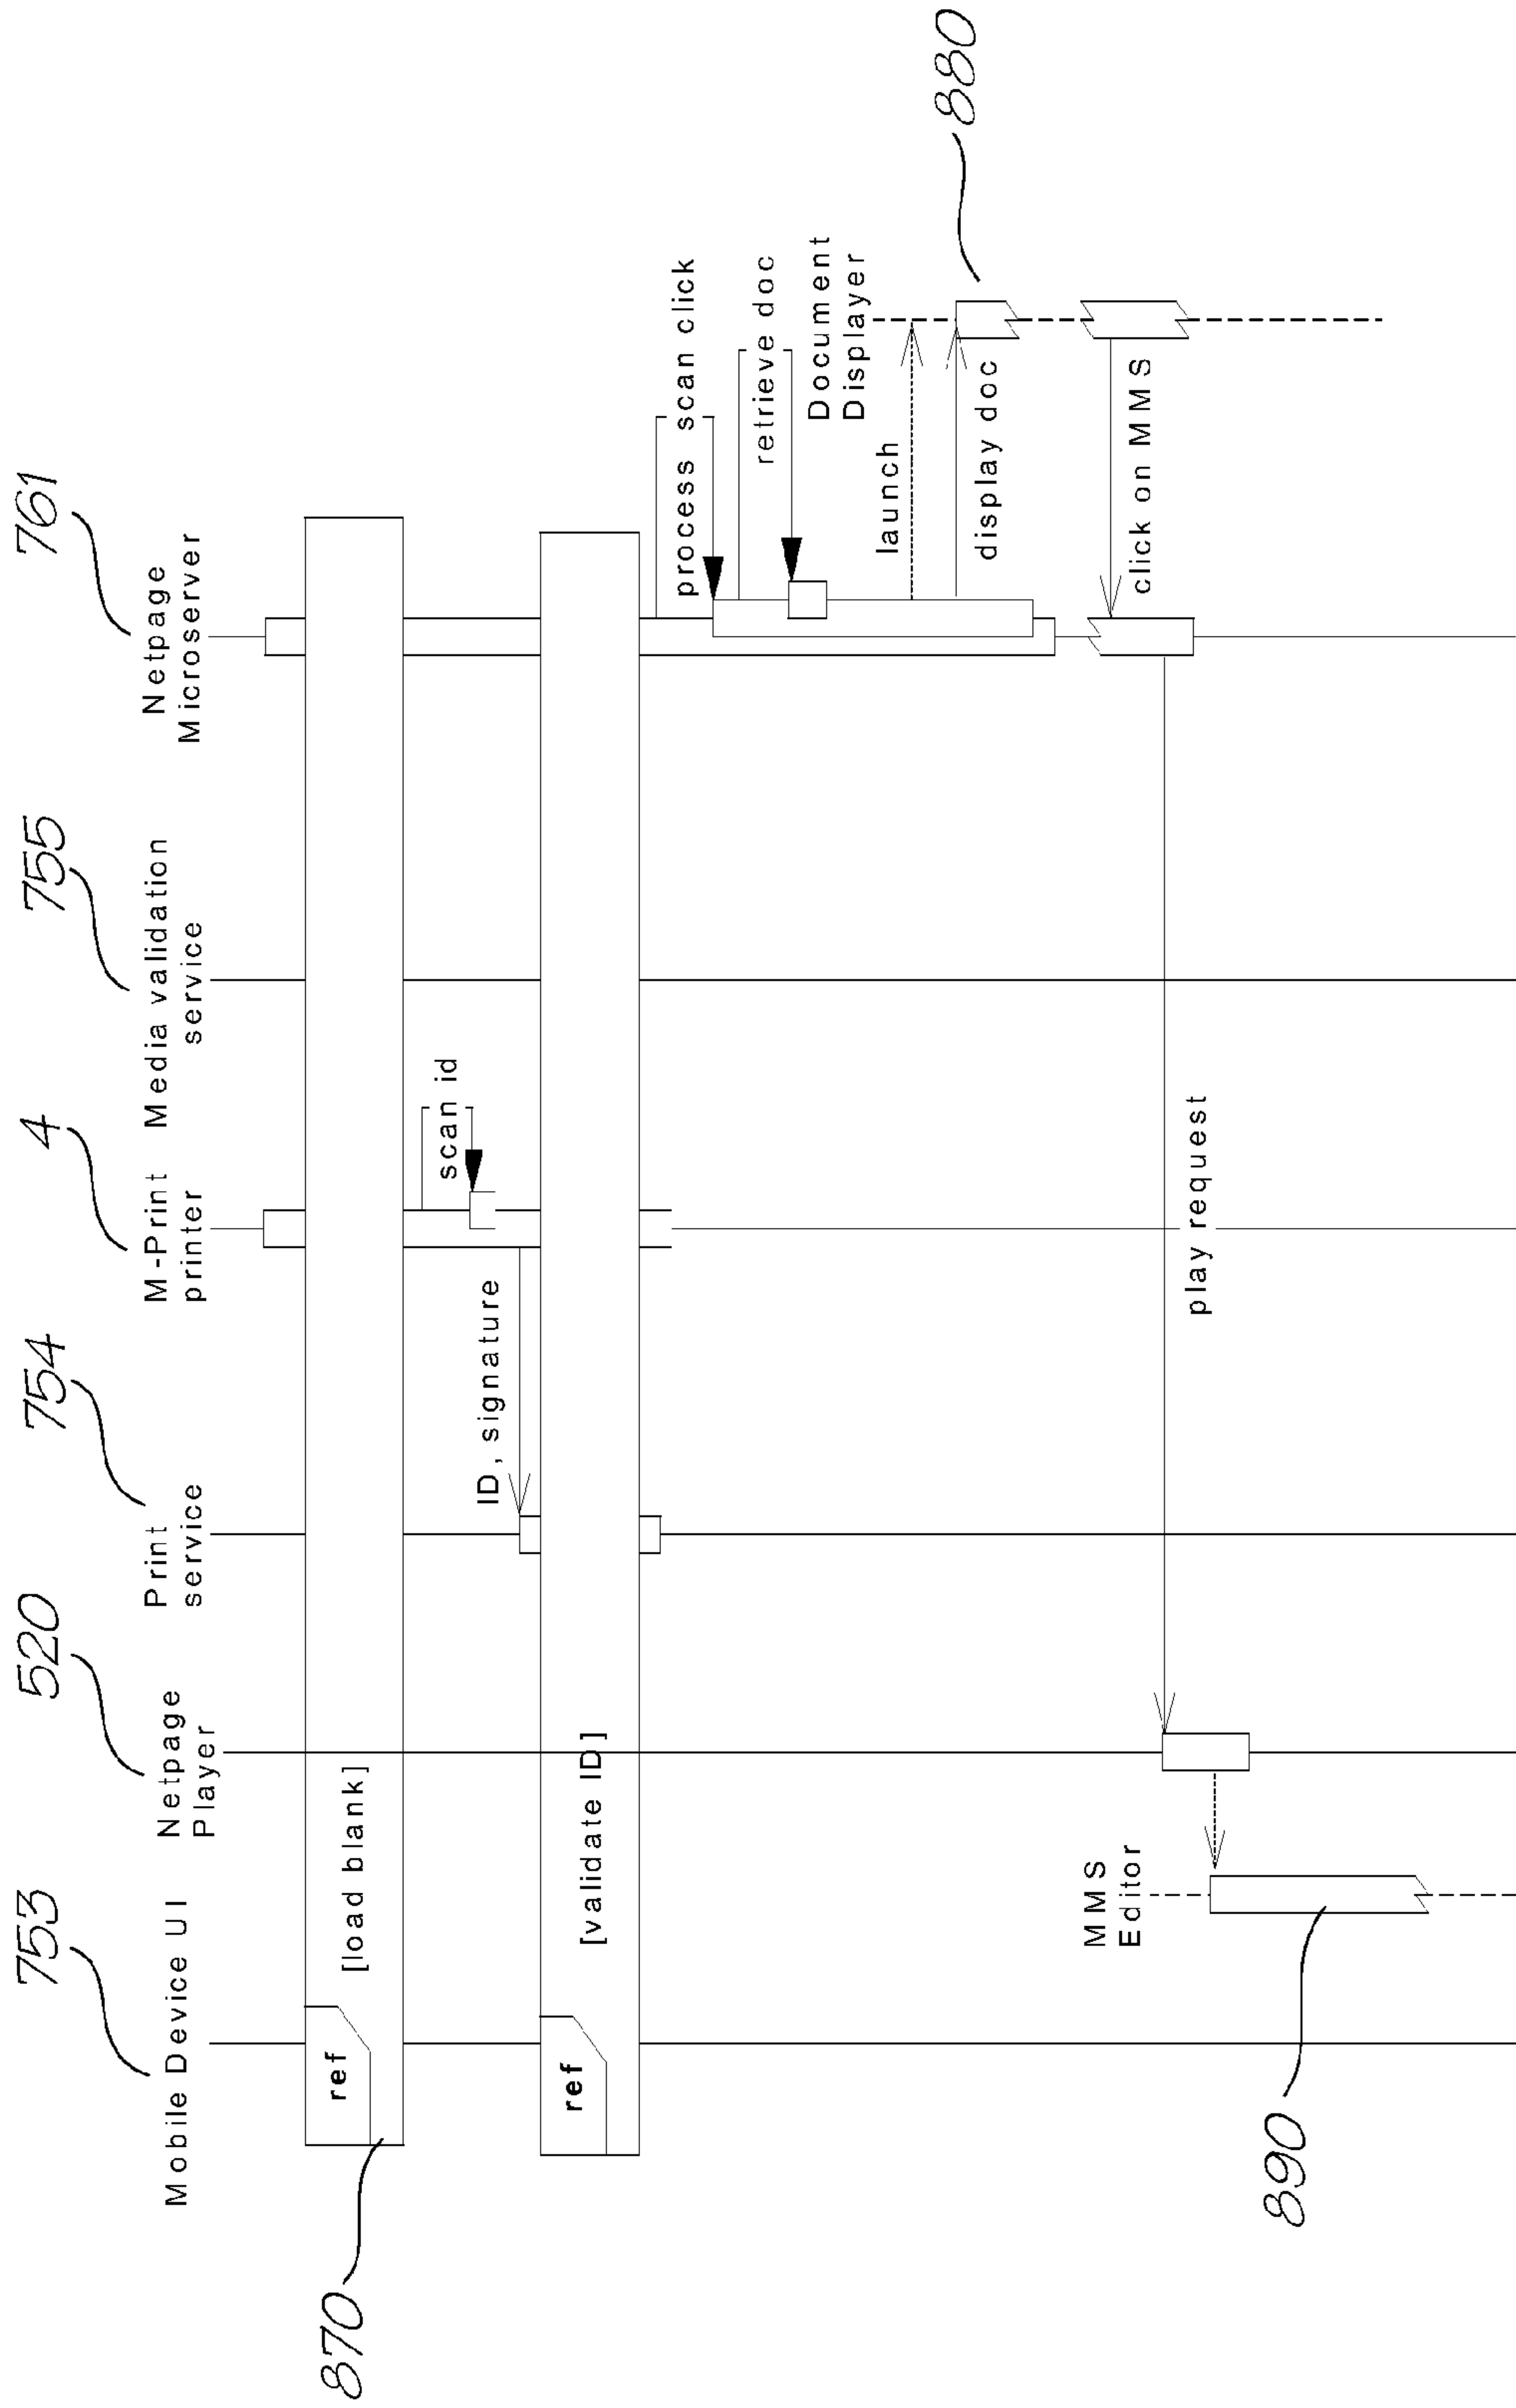 753
520
754
4
755
761
Mobile Device UI
Netpage
Player
Print
service
M-Print
printer
Media validation
service
Netpage
Microserver
870
ref
[load blank]
scan id
ID, signature
ref
[validate ID]
process scan click
retrieve doc
Document
Displayer
launch
display doc
880
click on MMS
play request
MMS
Editor
890